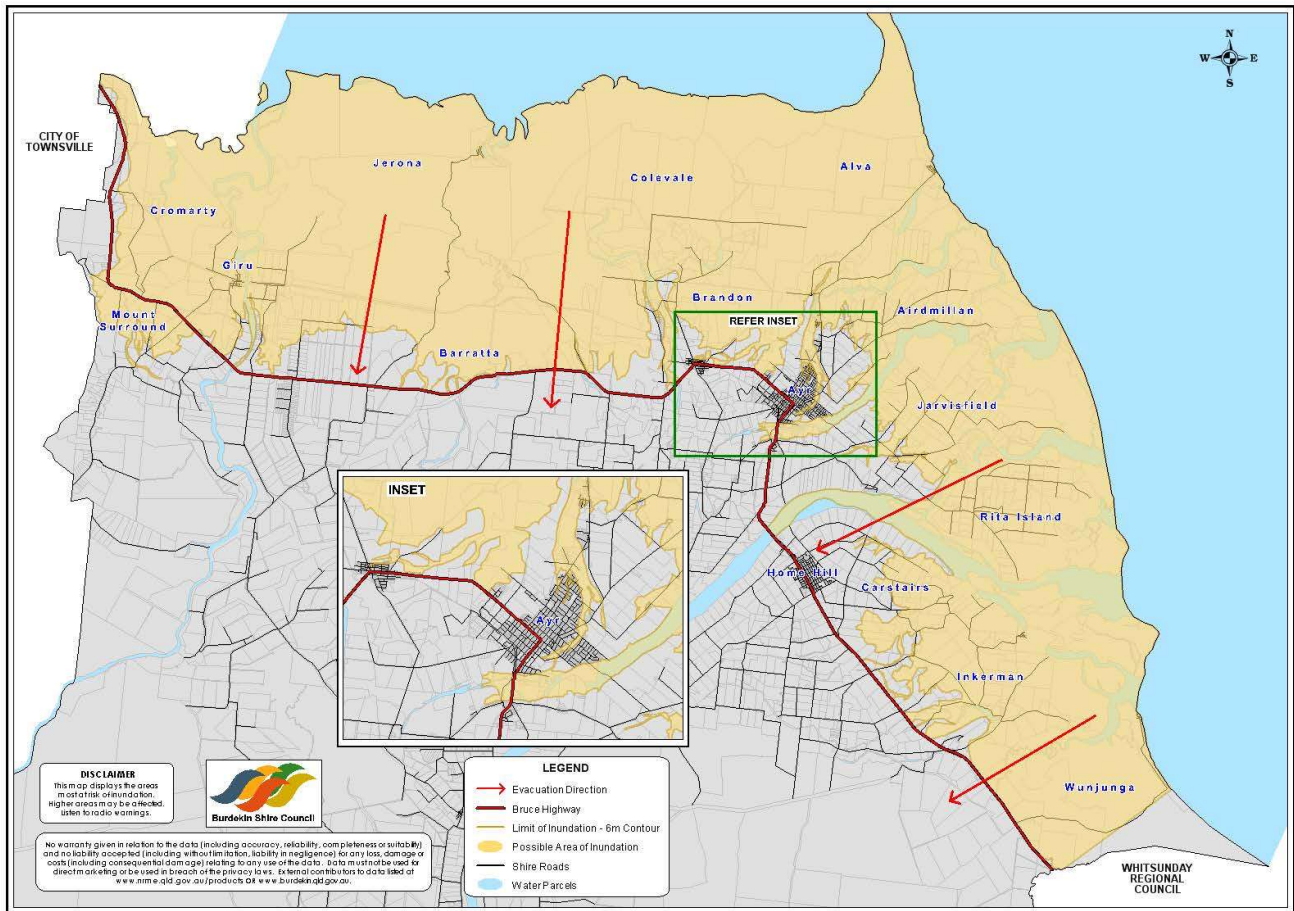 N
W E
S
CITY OF
TOWNSVILLE
Jerona
Colevale
Alva
Cromarty
Giru
Mount
Surround
Barratta
Brandon
REFER INSET
Airdmillan
Ayr
Jarvisfield
Rita Island
Home Hill
Carstairs
Inkerman
Wunjunga
INSET
Ayr
DISCLAIMER
This map displays the areas
most at risk of inundation.
Higher areas may be affected.
Listen to radio warnings.
Burdekin Shire Council
No warranty given in relation to the data (including accuracy, reliability, completeness or suitability)
and no liability accepted (including without limitation, liability in negligence) for any loss, damage or
costs (including consequential damage) relating to any use of the data. Data must not be used for
direct marketing or be used in breach of the privacy laws. External contributors to data listed at
www.nrme.qld.gov.au/products OR www.burdekin.qld.gov.au.
LEGEND
Evacuation Direction
Bruce Highway
Limit of Inundation - 6m Contour
Possible Area of Inundation
Shire Roads
Water Parcels
WHITSUNDAY
REGIONAL
COUNCIL